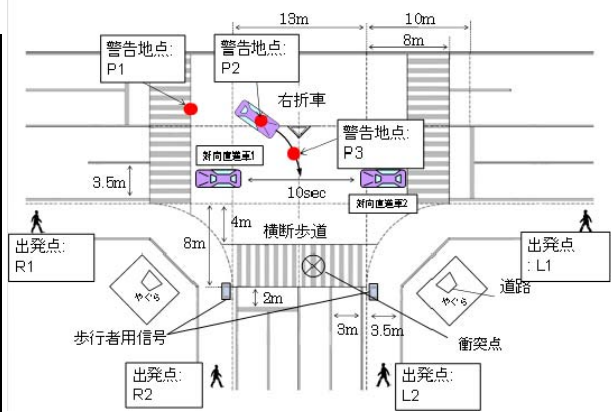 13m
10m
8m
警告地点:
P1
警告地点:
P2
右折車
警告地点:
P3
対向直進車1
10sec
対向直進車2
3.5m
4m
8m
横断歩道
出発点:
R1
出発点
: L1
やぐら
やぐら
道路
2m
3m
3.5m
歩行者用信号
衝突点
出発点:
R2
出発点:
L2